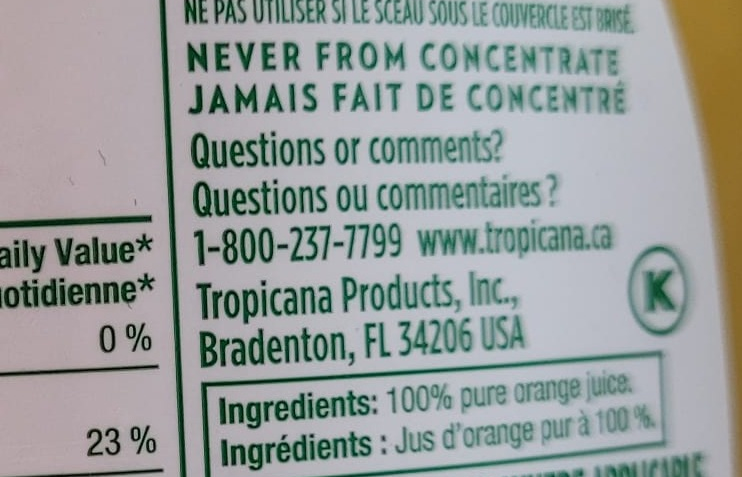 NE PAS UTILISER SI LE SCEAU SOUS LE COUVERCLE EST BRISÉ.
NEVER FROM CONCENTRATE
JAMAIS FAIT DE CONCENTRÉ
Questions or comments?
Questions ou commentaires ?
1-800-237-7799 www.tropicana.ca
Tropicana Products, Inc.,
Bradenton, FL 34206 USA
K
Ingredients: 100% pure orange juice.
Ingrédients : Jus d'orange pur à 100 %.
aily Value*
otidienne*
0 %
23 %